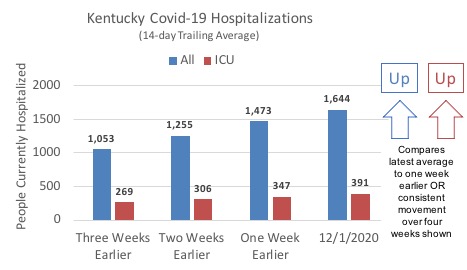 Kentucky Covid-19 Hospitalizations
(14-day Trailing Average)
All ICU
People Currently Hospitalized
2000
1500
1000
500
0
1,053
269
1,255
306
1,473
347
1,644
391
Three Weeks
Earlier
Two Weeks
Earlier
One Week
Earlier
12/1/2020
Up Up
Compares
latest average
to one week
earlier OR
consistent
movement
over four
weeks shown